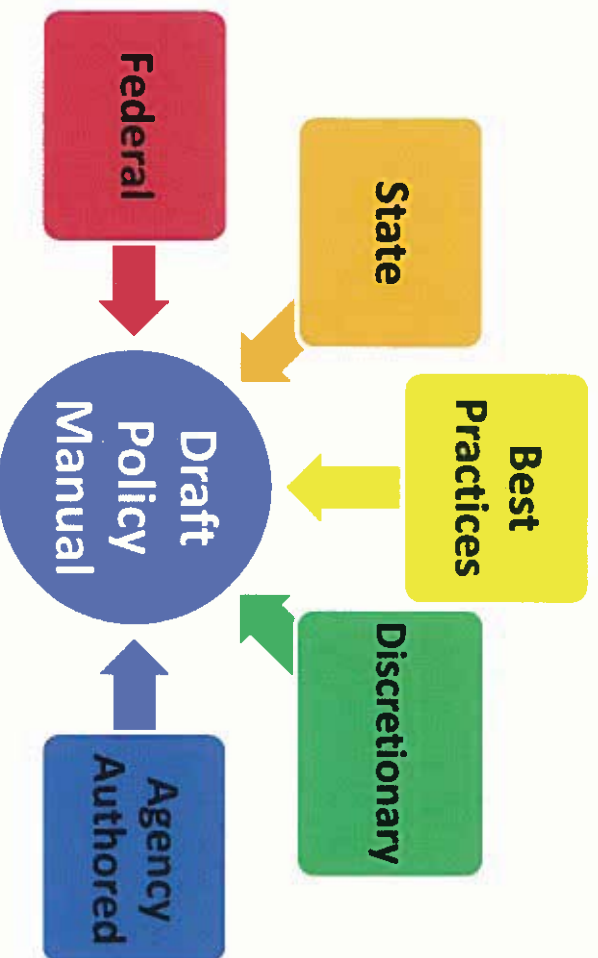 Federal
State
Best
Practices
Discretionary
Agency
Authored
Draft
Policy
Manual